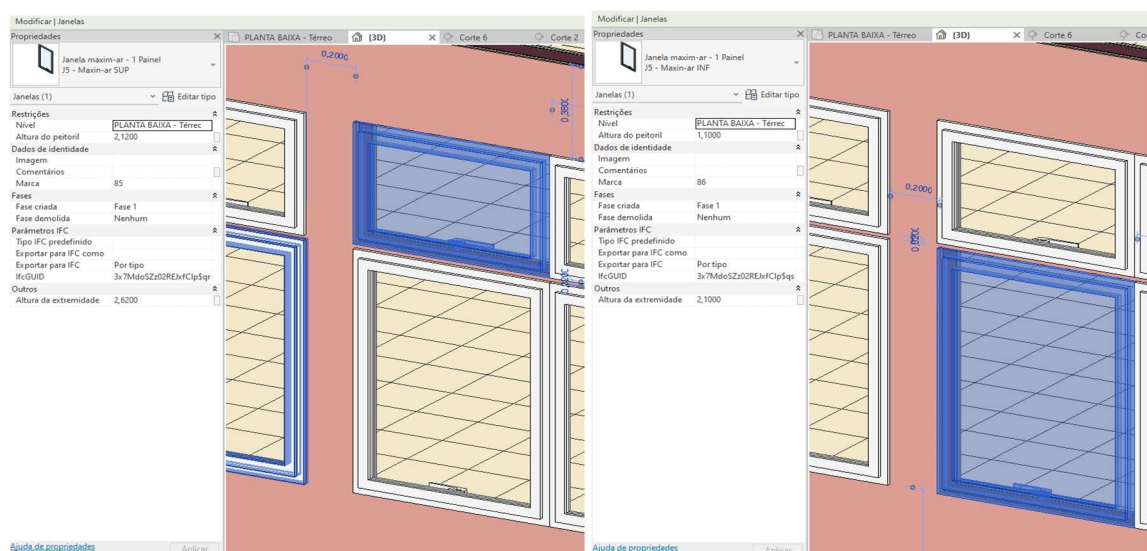 Modificar | Janelas
Propriedades
PLANTA BAIXA - Térreo
{3D}
Corte 6
Corte 2
Janela maxim-ar - 1 Painel
J5 - Maxin-ar SUP
Janelas (1)
Editar tipo
Restrições
Nível PLANTA BAIXA - Térrec
Altura do peitoril 2,1200
Dados de identidade
Imagem
Comentários
Marca 85
Fases
Fase criada Fase 1
Fase demolida Nenhum
Parâmetros IFC
Tipo IFC predefinido
Exportar para IFC como
Exportar para IFC Por tipo
IfcGUID 3x7MdoSZz02REJxfClpSqr
Outros
Altura da extremidade 2,6200
Ajuda de propriedades
Aplicar
0,2000
Modificar | Janelas
Propriedades
PLANTA BAIXA - Térreo
{3D}
Corte 6
Co
Janela maxim-ar - 1 Painel
J5 - Maxin-ar INF
Janelas (1)
Editar tipo
Restrições
Nível PLANTA BAIXA - Térrec
Altura do peitoril 1,1000
Dados de identidade
Imagem
Comentários
Marca 86
Fases
Fase criada Fase 1
Fase demolida Nenhum
Parâmetros IFC
Tipo IFC predefinido
Exportar para IFC como
Exportar para IFC Por tipo
IfcGUID 3x7MdoSZz02REJxfClpSqs
Outros
Altura da extremidade 2,1000
Ajuda de propriedades
Aplicar
0,2000